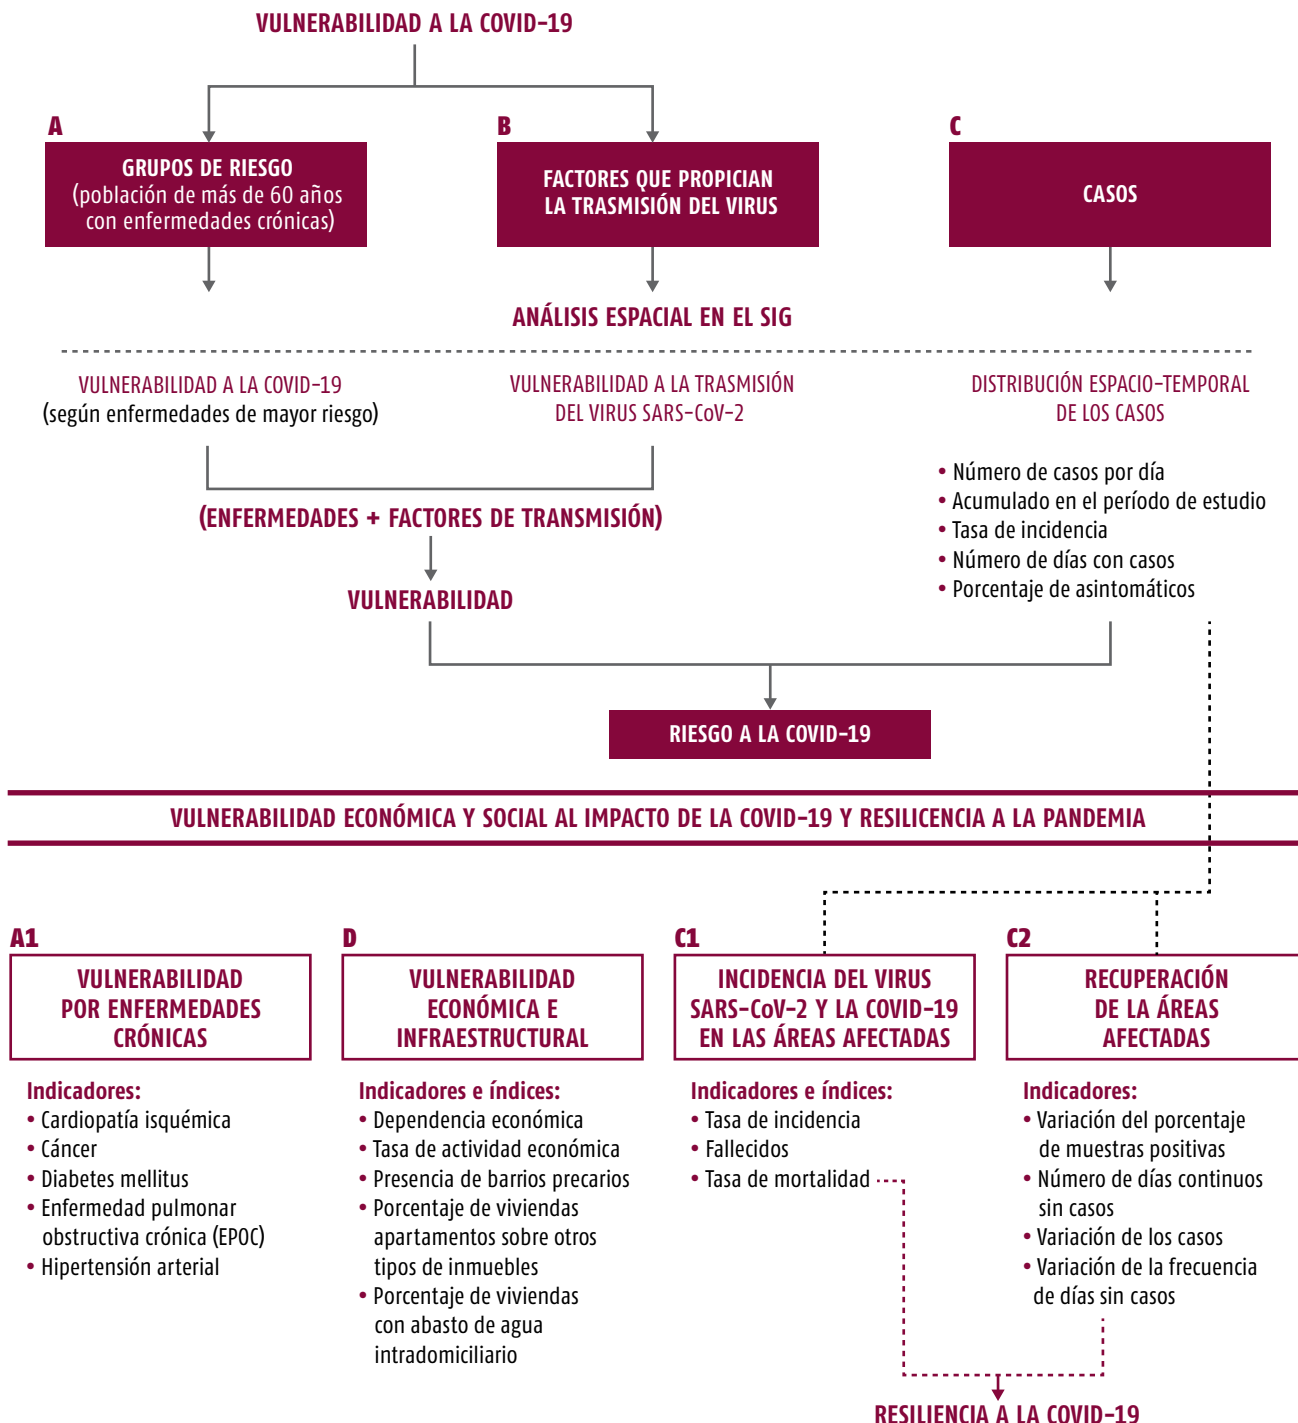 VULNERABILIDAD A LA COVID-19
A
GRUPOS DE RIESGO
(población de más de 60 años
con enfermedades crónicas)
B
FACTORES QUE PROPICIAN
LA TRASMISIÓN DEL VIRUS
C
CASOS
ANÁLISIS ESPACIAL EN EL SIG
VULNERABILIDAD A LA COVID-19
(según enfermedades de mayor riesgo)
VULNERABILIDAD A LA TRASMISIÓN
DEL VIRUS SARS-CoV-2
DISTRIBUCIÓN ESPACIO-TEMPORAL
DE LOS CASOS
• Número de casos por día
• Acumulado en el período de estudio
• Tasa de incidencia
• Número de días con casos
• Porcentaje de asintomáticos
(ENFERMEDADES + FACTORES DE TRANSMISIÓN)
VULNERABILIDAD
RIESGO A LA COVID-19
VULNERABILIDAD ECONÓMICA Y SOCIAL AL IMPACTO DE LA COVID-19 Y RESILICENCIA A LA PANDEMIA
A1
VULNERABILIDAD
POR ENFERMEDADES
CRÓNICAS
Indicadores:
• Cardiopatía isquémica
• Cáncer
• Diabetes mellitus
• Enfermedad pulmonar
obstructiva crónica (EPOC)
• Hipertensión arterial
D
VULNERABILIDAD
ECONÓMICA E
INFRAESTRUCTURAL
Indicadores e índices:
• Dependencia económica
• Tasa de actividad económica
• Presencia de barrios precarios
• Porcentaje de viviendas
apartamentos sobre otros
tipos de inmuebles
• Porcentaje de viviendas
con abasto de agua
intradomiciliario
C1
INCIDENCIA DEL VIRUS
SARS-CoV-2 Y LA COVID-19
EN LAS ÁREAS AFECTADAS
Indicadores e índices:
• Tasa de incidencia
• Fallecidos
• Tasa de mortalidad
C2
RECUPERACIÓN
DE LA ÁREAS
AFECTADAS
Indicadores:
• Variación del porcentaje
de muestras positivas
• Número de días continuos
sin casos
• Variación de los casos
• Variación de la frecuencia
de días sin casos
RESILIENCIA A LA COVID-19